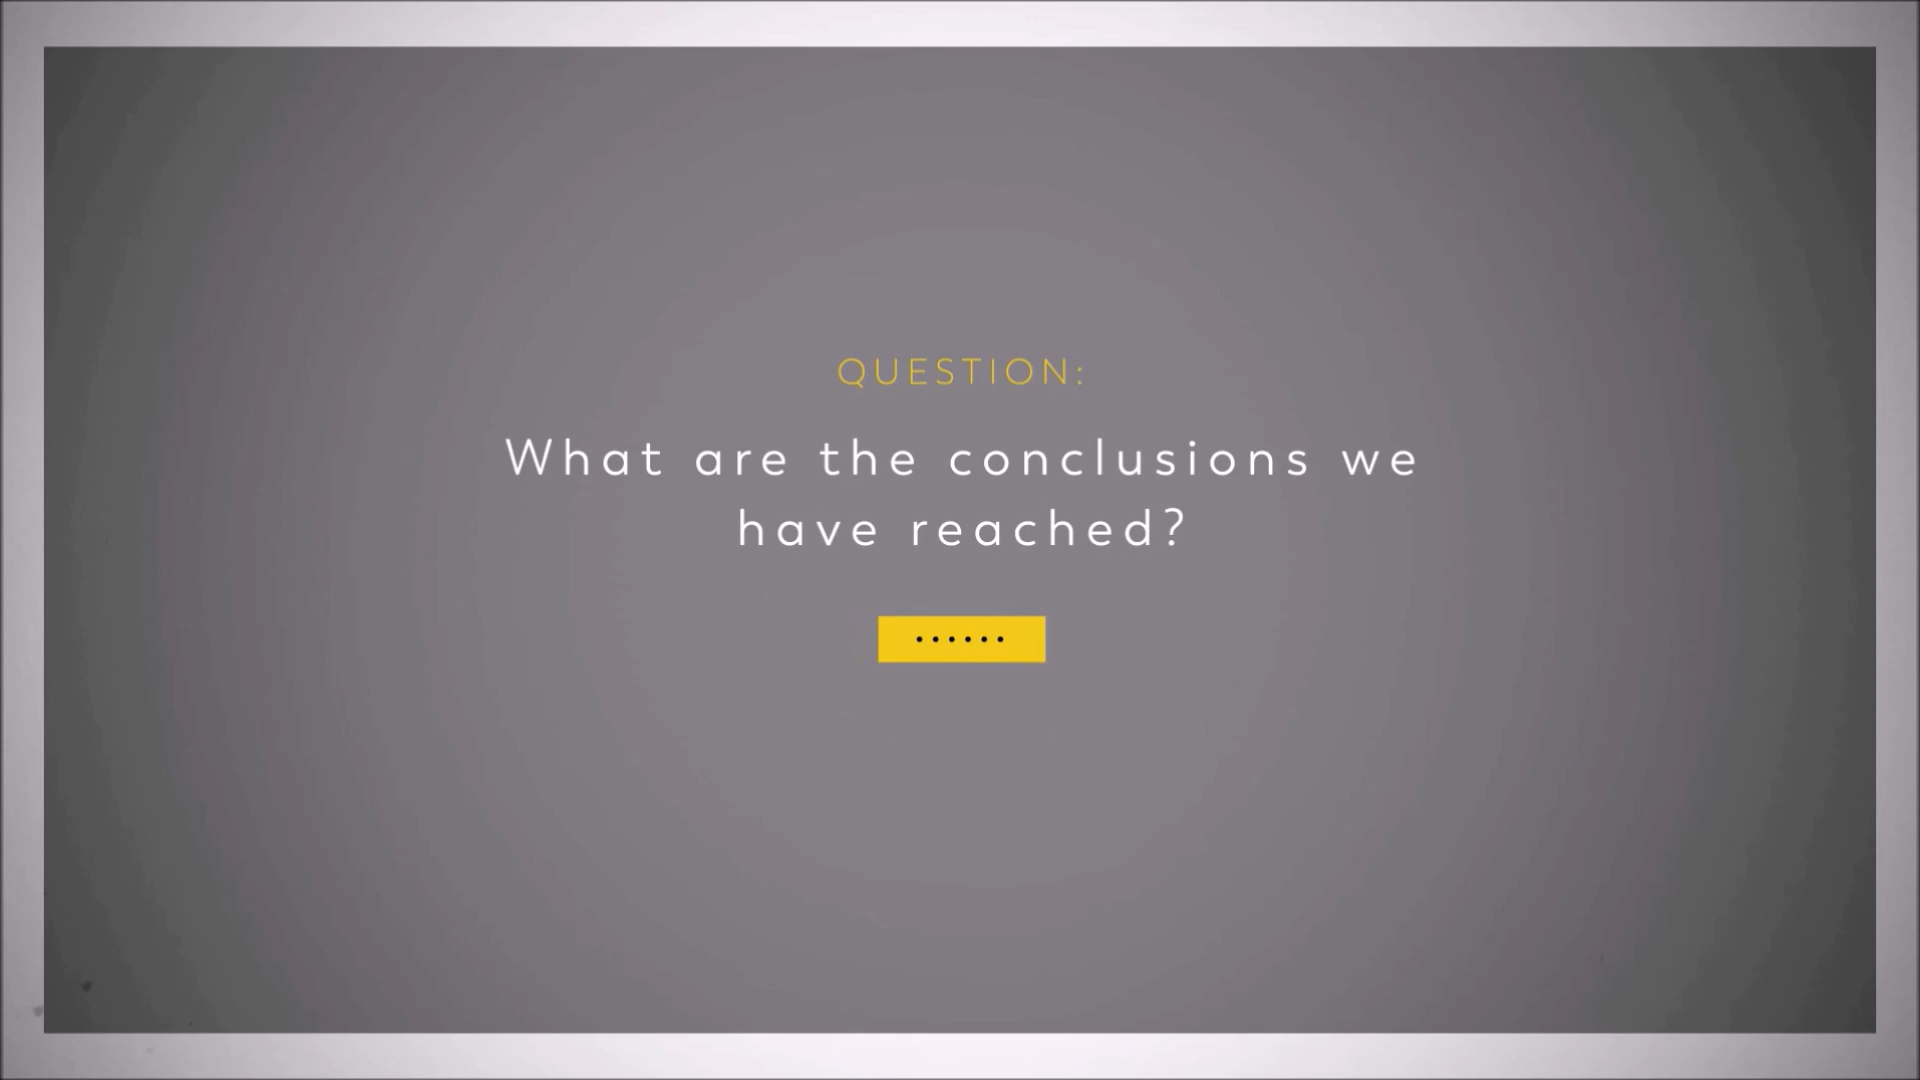 QUESTION:
What are the conclusions we
have reached?
......